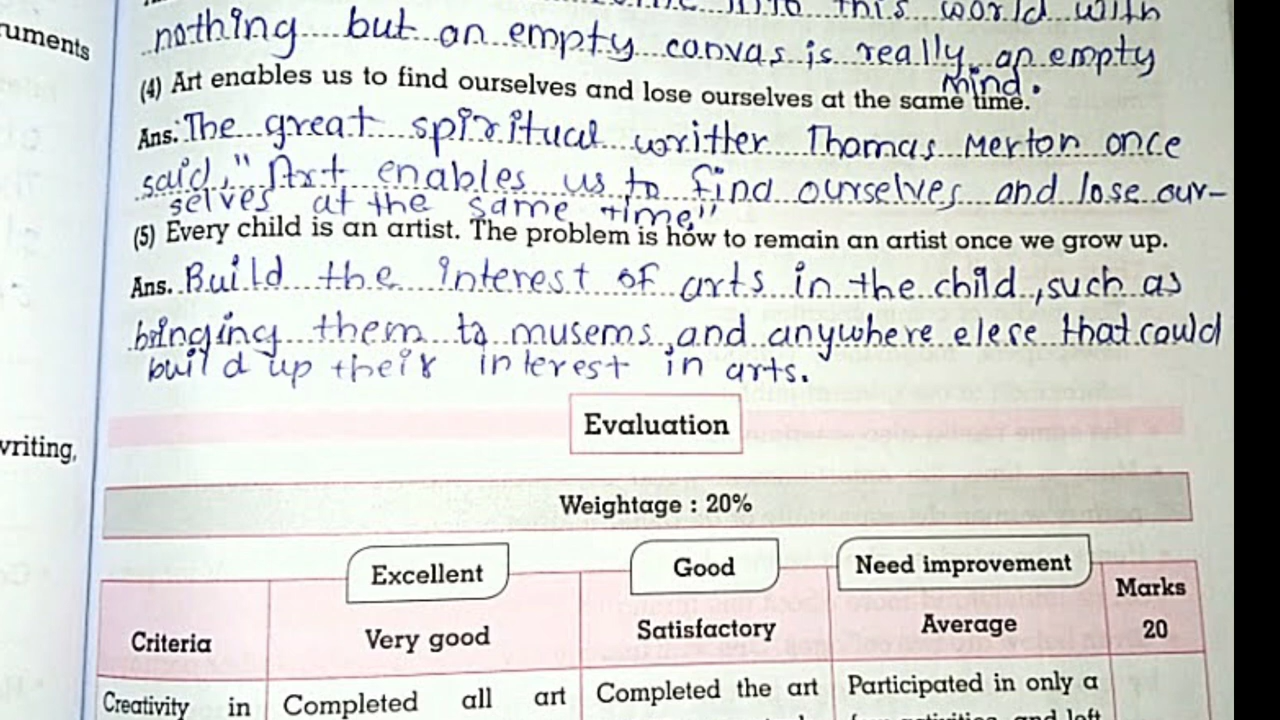 this world with
uments
nothing but an empty canvas is really an empty
mind.
(4) Art enables us to find ourselves and lose ourselves at the same time.
Ans. The great spiritual writter Thomas Merton once
said," Art enables us to find ourselves and lose our-
selves at the same time"
(5) Every child is an artist. The problem is how to remain an artist once we grow up.
Ans. Build the interest of arts in the child, such as
bringing them to musems, and anywhere elese that could
build up their interest in arts.
writing,
Evaluation
Weightage : 20%
Excellent Good Need improvement Marks
Criteria Very good Satisfactory Average 20
Creativity in Completed all art Completed the art Participated in only a